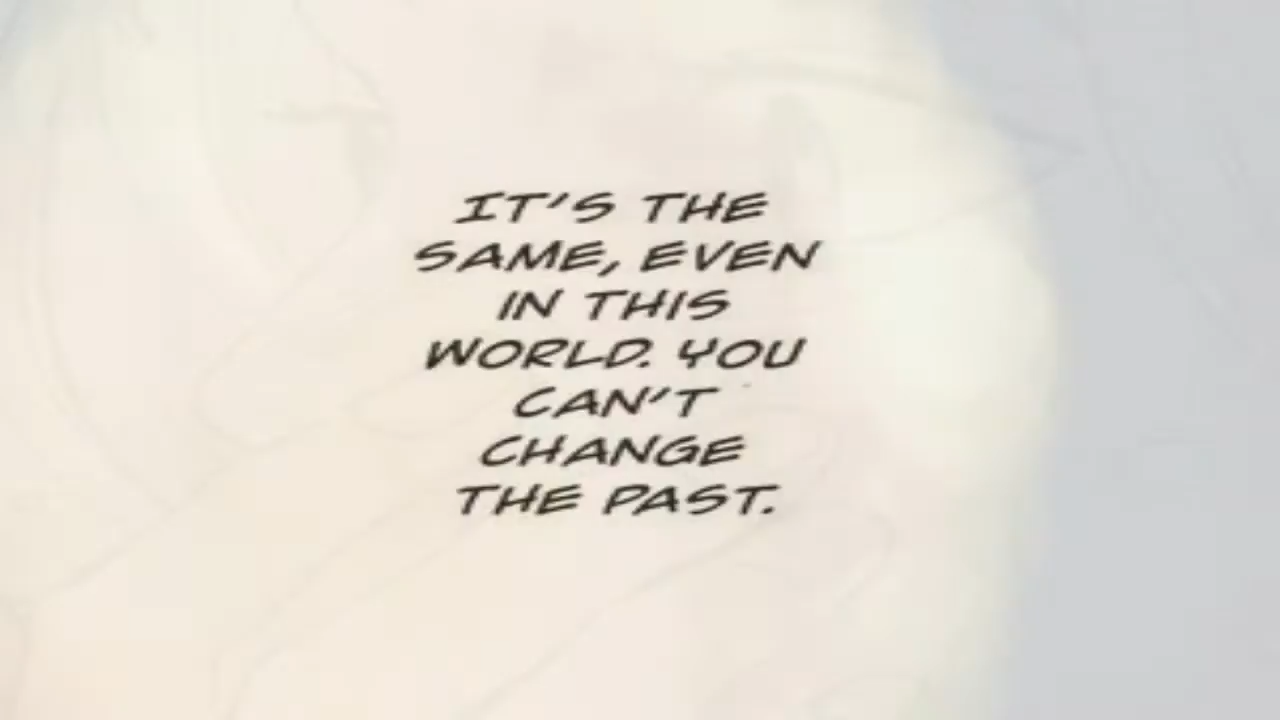 IT'S THE
SAME, EVEN
IN THIS
WORLD. YOU
CAN'T
CHANGE
THE PAST.